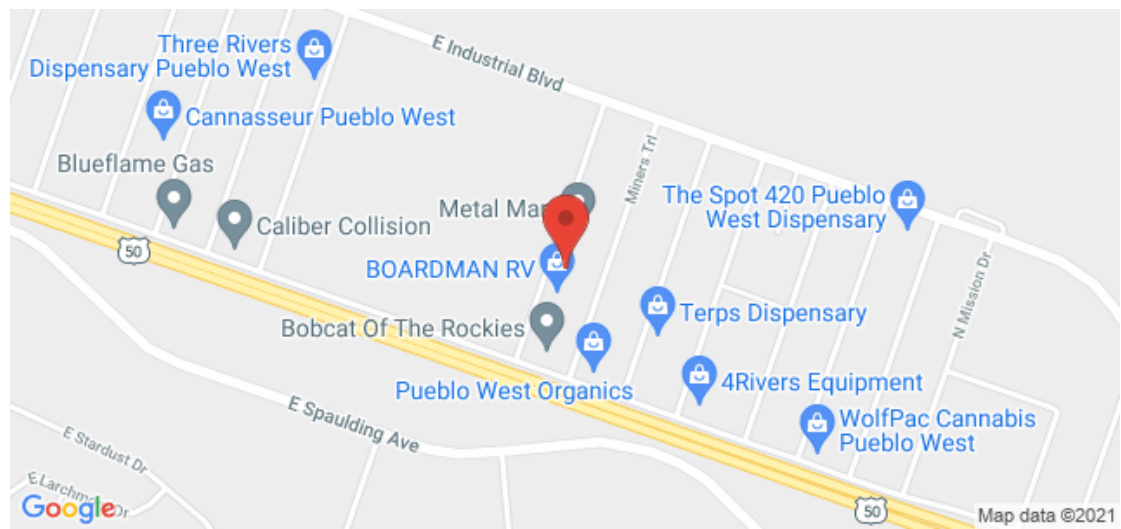 Three Rivers
Dispensary Pueblo West
E Industrial Blvd
Cannasseur Pueblo West
Blueflame Gas
Miners Trl
The Spot 420 Pueblo
West Dispensary
Metal
Caliber Collision
50
N Mission Dr
BOARDMAN RV
Terps Dispensary
Bobcat Of The Rockies
4Rivers Equipment
Pueblo West Organics
E Spaulding Ave
WolfPac Cannabis
Pueblo West
E Stardust Dr
Dr
Google
50
Map data ©2021